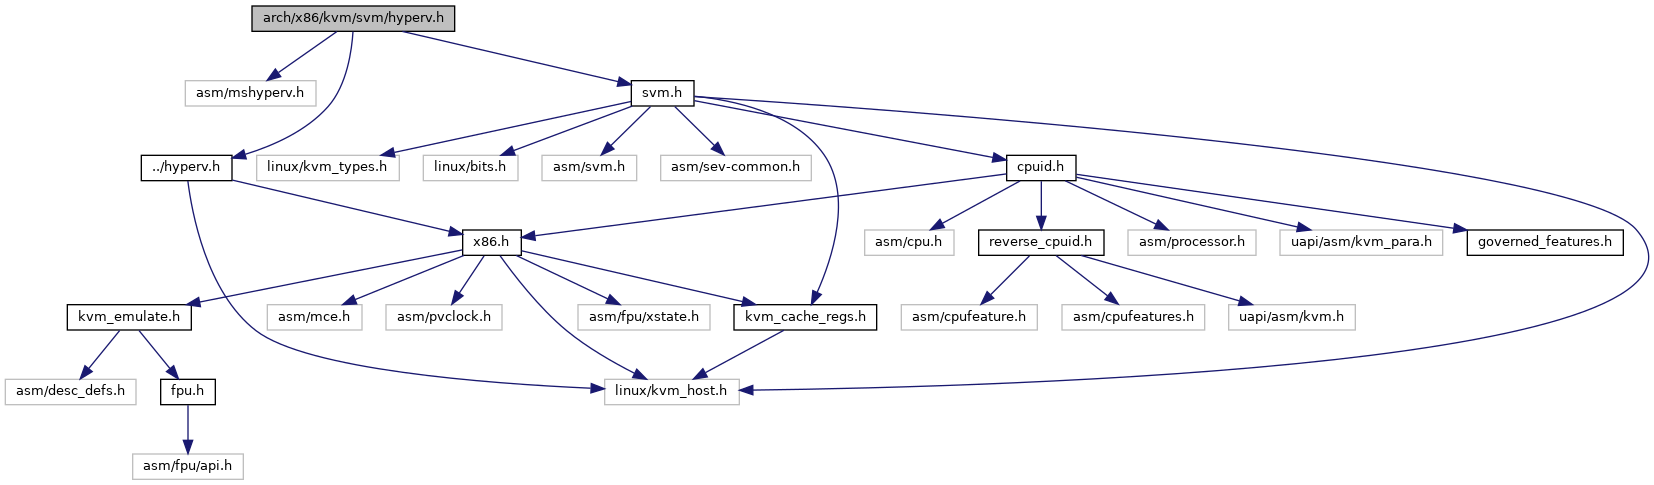 arch/x86/kvm/svm/hyperv.h
asm/mshyperv.h
svm.h
../hyperv.h
linux/kvm_types.h
linux/bits.h
asm/svm.h
asm/sev-common.h
cpuid.h
x86.h
asm/cpu.h
reverse_cpuid.h
asm/processor.h
uapi/asm/kvm_para.h
governed_features.h
kvm_emulate.h
asm/mce.h
asm/pvclock.h
asm/fpu/xstate.h
kvm_cache_regs.h
asm/cpufeature.h
asm/cpufeatures.h
uapi/asm/kvm.h
asm/desc_defs.h
fpu.h
linux/kvm_host.h
asm/fpu/api.h